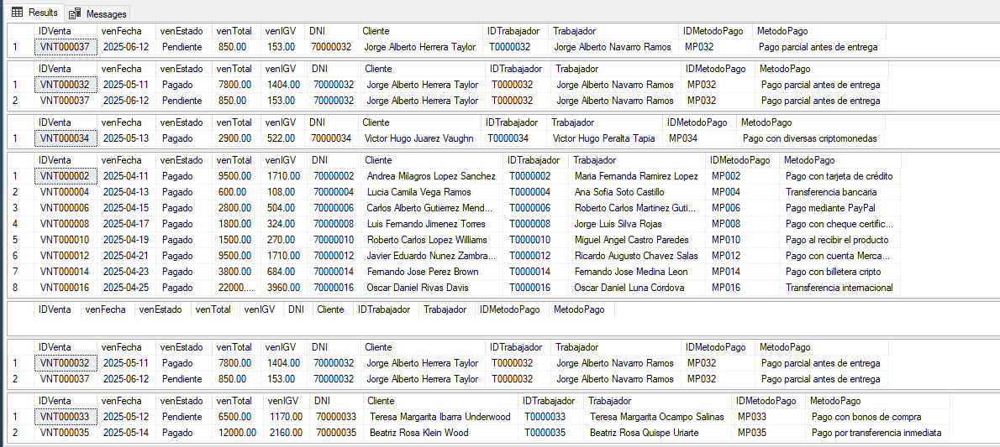 Results Messages
IDVenta venFecha venEstado venTotal venIGV DNI Cliente IDTrabajador Trabajador IDMetodoPago MetodoPago
1 VNT000037 2025-06-12 Pendiente 850.00 153.00 70000032 Jorge Alberto Herrera Taylor T0000032 Jorge Alberto Navarro Ramos MP032 Pago parcial antes de entrega
IDVenta venFecha venEstado venTotal venIGV DNI Cliente IDTrabajador Trabajador IDMetodoPago MetodoPago
1 VNT000032 2025-05-11 Pagado 7800.00 1404.00 70000032 Jorge Alberto Herrera Taylor T0000032 Jorge Alberto Navarro Ramos MP032 Pago parcial antes de entrega
2 VNT000037 2025-06-12 Pendiente 850.00 153.00 70000032 Jorge Alberto Herrera Taylor T0000032 Jorge Alberto Navarro Ramos MP032 Pago parcial antes de entrega
IDVenta venFecha venEstado venTotal venIGV DNI Cliente IDTrabajador Trabajador IDMetodoPago MetodoPago
1 VNT000034 2025-05-13 Pagado 2900.00 522.00 70000034 Victor Hugo Juarez Vaughn T0000034 Victor Hugo Peralta Tapia MP034 Pago con diversas criptomonedas
IDVenta venFecha venEstado venTotal venIGV DNI Cliente IDTrabajador Trabajador IDMetodoPago MetodoPago
1 VNT000002 2025-04-11 Pagado 9500.00 1710.00 70000002 Andrea Milagros Lopez Sanchez T0000002 Maria Fernanda Ramirez Lopez MP002 Pago con tarjeta de crédito
2 VNT000004 2025-04-13 Pagado 600.00 108.00 70000004 Lucia Camila Vega Ramos T0000004 Ana Sofia Soto Castillo MP004 Transferencia bancaria
3 VNT000006 2025-04-15 Pagado 2800.00 504.00 70000006 Carlos Alberto Gutierrez Mend... T0000006 Roberto Carlos Martinez Guti... MP006 Pago mediante PayPal
4 VNT000008 2025-04-17 Pagado 1800.00 324.00 70000008 Luis Fernando Jimenez Torres T0000008 Jorge Luis Silva Rojas MP008 Pago con cheque certific...
5 VNT000010 2025-04-19 Pagado 1500.00 270.00 70000010 Roberto Carlos Lopez Williams T0000010 Miguel Angel Castro Paredes MP010 Pago al recibir el producto
6 VNT000012 2025-04-21 Pagado 9500.00 1710.00 70000012 Javier Eduardo Nunez Zambra... T0000012 Ricardo Augusto Chavez Salas MP012 Pago con cuenta Merca...
7 VNT000014 2025-04-23 Pagado 3800.00 684.00 70000014 Fernando Jose Perez Brown T0000014 Fernando Jose Medina Leon MP014 Pago con billetera cripto
8 VNT000016 2025-04-25 Pagado 22000.... 3960.00 70000016 Oscar Daniel Rivas Davis T0000016 Oscar Daniel Luna Cordova MP016 Transferencia internacional
IDVenta venFecha venEstado venTotal venIGV DNI Cliente IDTrabajador Trabajador IDMetodoPago MetodoPago
IDVenta venFecha venEstado venTotal venIGV DNI Cliente IDTrabajador Trabajador IDMetodoPago MetodoPago
1 VNT000032 2025-05-11 Pagado 7800.00 1404.00 70000032 Jorge Alberto Herrera Taylor T0000032 Jorge Alberto Navarro Ramos MP032 Pago parcial antes de entrega
2 VNT000037 2025-06-12 Pagado 850.00 153.00 70000032 Jorge Alberto Herrera Taylor T0000032 Jorge Alberto Navarro Ramos MP032 Pago parcial antes de entrega
IDVenta venFecha venEstado venTotal venIGV DNI Cliente IDTrabajador Trabajador IDMetodoPago MetodoPago
1 VNT000033 2025-05-12 Pendiente 6500.00 1170.00 70000033 Teresa Margarita Ibarra Underwood T0000033 Teresa Margarita Ocampo Salinas MP033 Pago con bonos de compra
2 VNT000035 2025-05-14 Pagado 12000.00 2160.00 70000035 Beatriz Rosa Klein Wood T0000035 Beatriz Rosa Quispe Uriarte MP035 Pago por transferencia inmediata